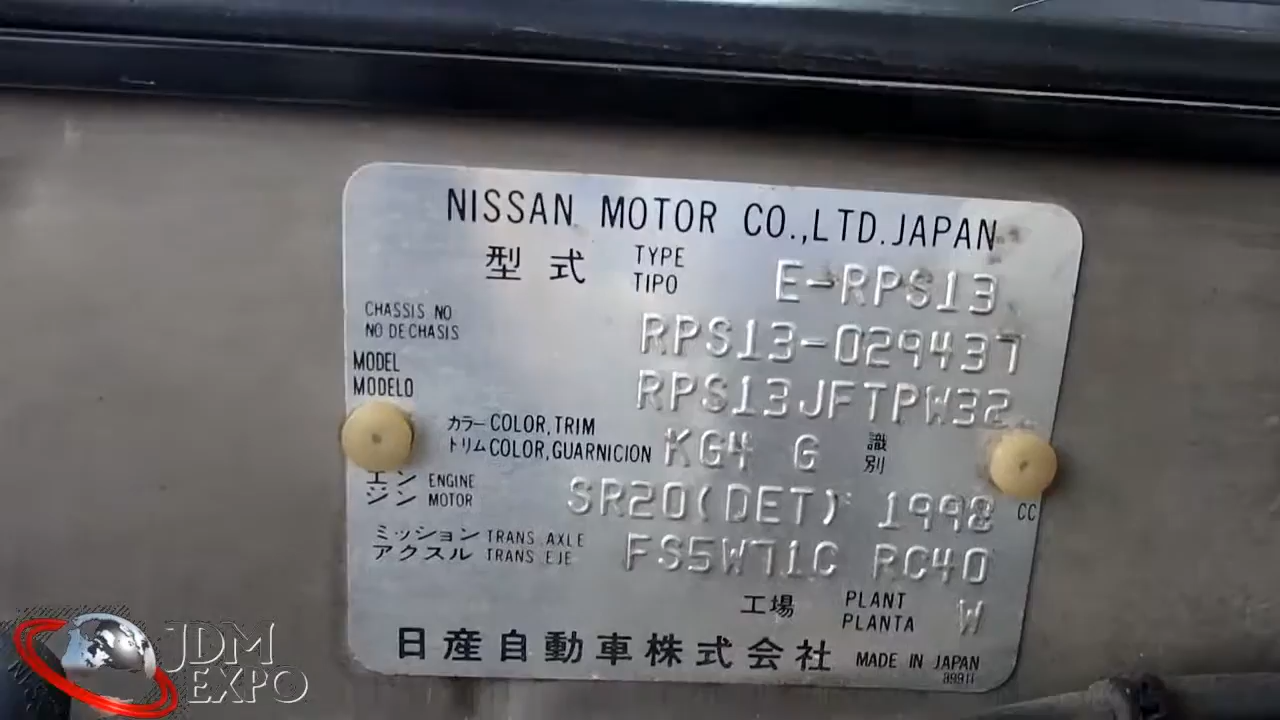 NISSAN MOTOR CO.,LTD.JAPAN
型式 TYPE E-RPS13
TIPO
CHASSIS NO RPS13-029437
NO DE CHASIS
MODEL RPS13JFTPW32
MODELO
カラー COLOR,TRIM KG4 G 識別
トリム COLOR,GUARNICION
エンジン ENGINE SR20(DET) 1998 CC
MOTOR
ミッション TRANS. AXLE FS5W71C RC40
アクスル TRANS. EJE
工場 PLANT W
PLANTA
日産自動車株式会社 MADE IN JAPAN
JDM
EXPO